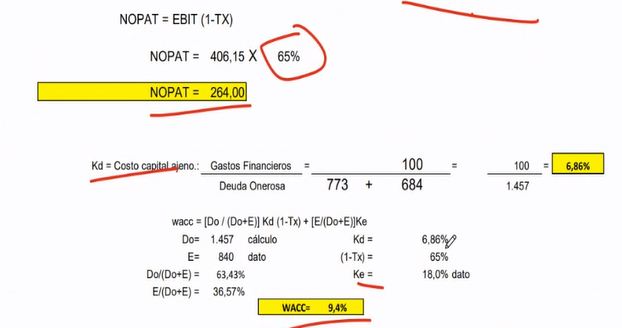 NOPAT = EBIT (1-TX)
NOPAT = 406,15 X 65%
NOPAT = 264,00
Kd = Costo capital ajeno.: Gastos Financieros = 100 = 100 = 6,86%
Deuda Onerosa 773 + 684 1.457
wacc = [Do / (Do+E)] Kd (1-Tx) + [E/(Do+E)]Ke
Do= 1.457 cálculo Kd = 6,86%
E= 840 dato (1-Tx) = 65%
Do/(Do+E) = 63,43% Ke = 18,0% dato
E/(Do+E) = 36,57%
WACC= 9,4%